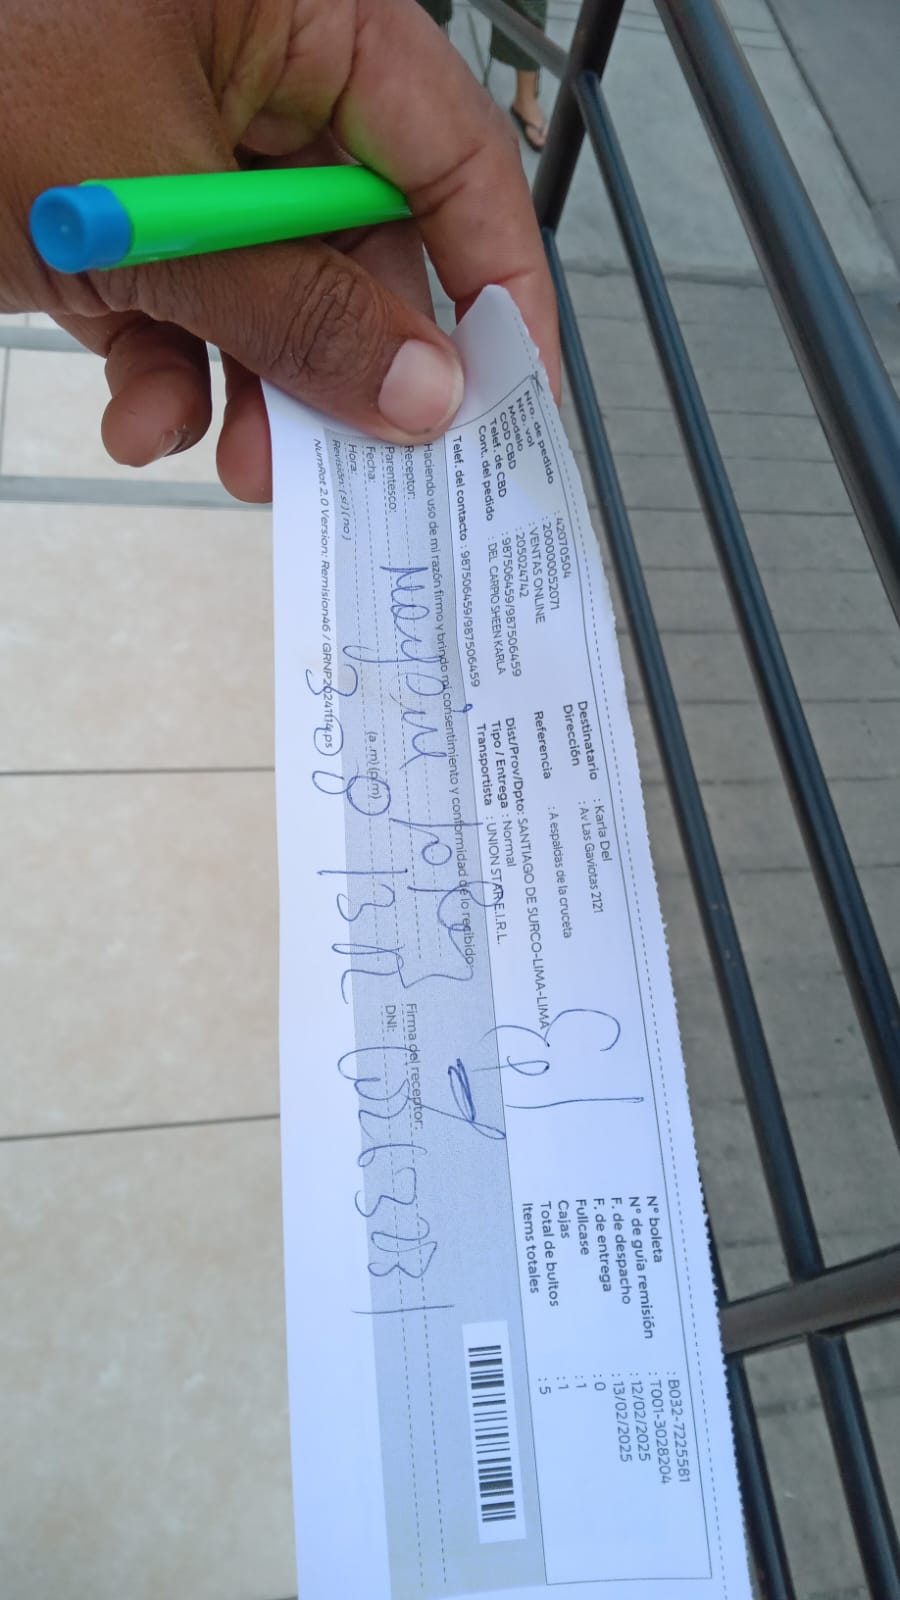 Nro. de pedido : 42070504
Nro. vol : 200000052071
Modelo : VENTAS ONLINE
COD CBD : 205024742
Telef. de CBD : 987506459/987506459
Cont. del pedido : DEL CARPIO SHEEN KARLA
Telef. del contacto : 987506459/987506459
Destinatario : Karla Del
Dirección : Av Las Gaviotas 2121
Referencia : A espaldas de la cruceta
Dist/Prov/Dpto: SANTIAGO DE SURCO-LIMA-LIMA
Tipo / Entrega : Normal
Transportista : UNION STAR E.I.R.L.
N° boleta : B032-7225581
N° de guía remisión : T001-3028204
F. de despacho : 12/02/2025
F. de entrega : 13/02/2025
Fullcase : 0
Cajas : 1
Total de bultos : 1
Items totales : 5
Haciendo uso de mi razón firmo y brindo mi consentimiento y conformidad de lo recibido
Receptor:
Parentesco:
Fecha:
Hora: (a.m) (p.m)
Revisión: ( si ) ( no )
Firma del receptor:
DNI:
NumRot 2.0 Version: Remision46 / GRNP20241114.ps